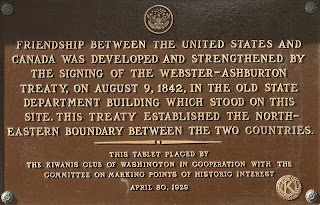 FRIENDSHIP BETWEEN THE UNITED STATES AND
CANADA WAS DEVELOPED AND STRENGTHENED BY
THE SIGNING OF THE WEBSTER-ASHBURTON
TREATY, ON AUGUST 9, 1842, IN THE OLD STATE
DEPARTMENT BUILDING WHICH STOOD ON THIS
SITE. THIS TREATY ESTABLISHED THE NORTH-
EASTERN BOUNDARY BETWEEN THE TWO COUNTRIES.
THIS TABLET PLACED BY
THE KIWANIS CLUB OF WASHINGTON IN COOPERATION WITH THE
COMMITTEE ON MARKING POINTS OF HISTORIC INTEREST
APRIL 30, 1929
K